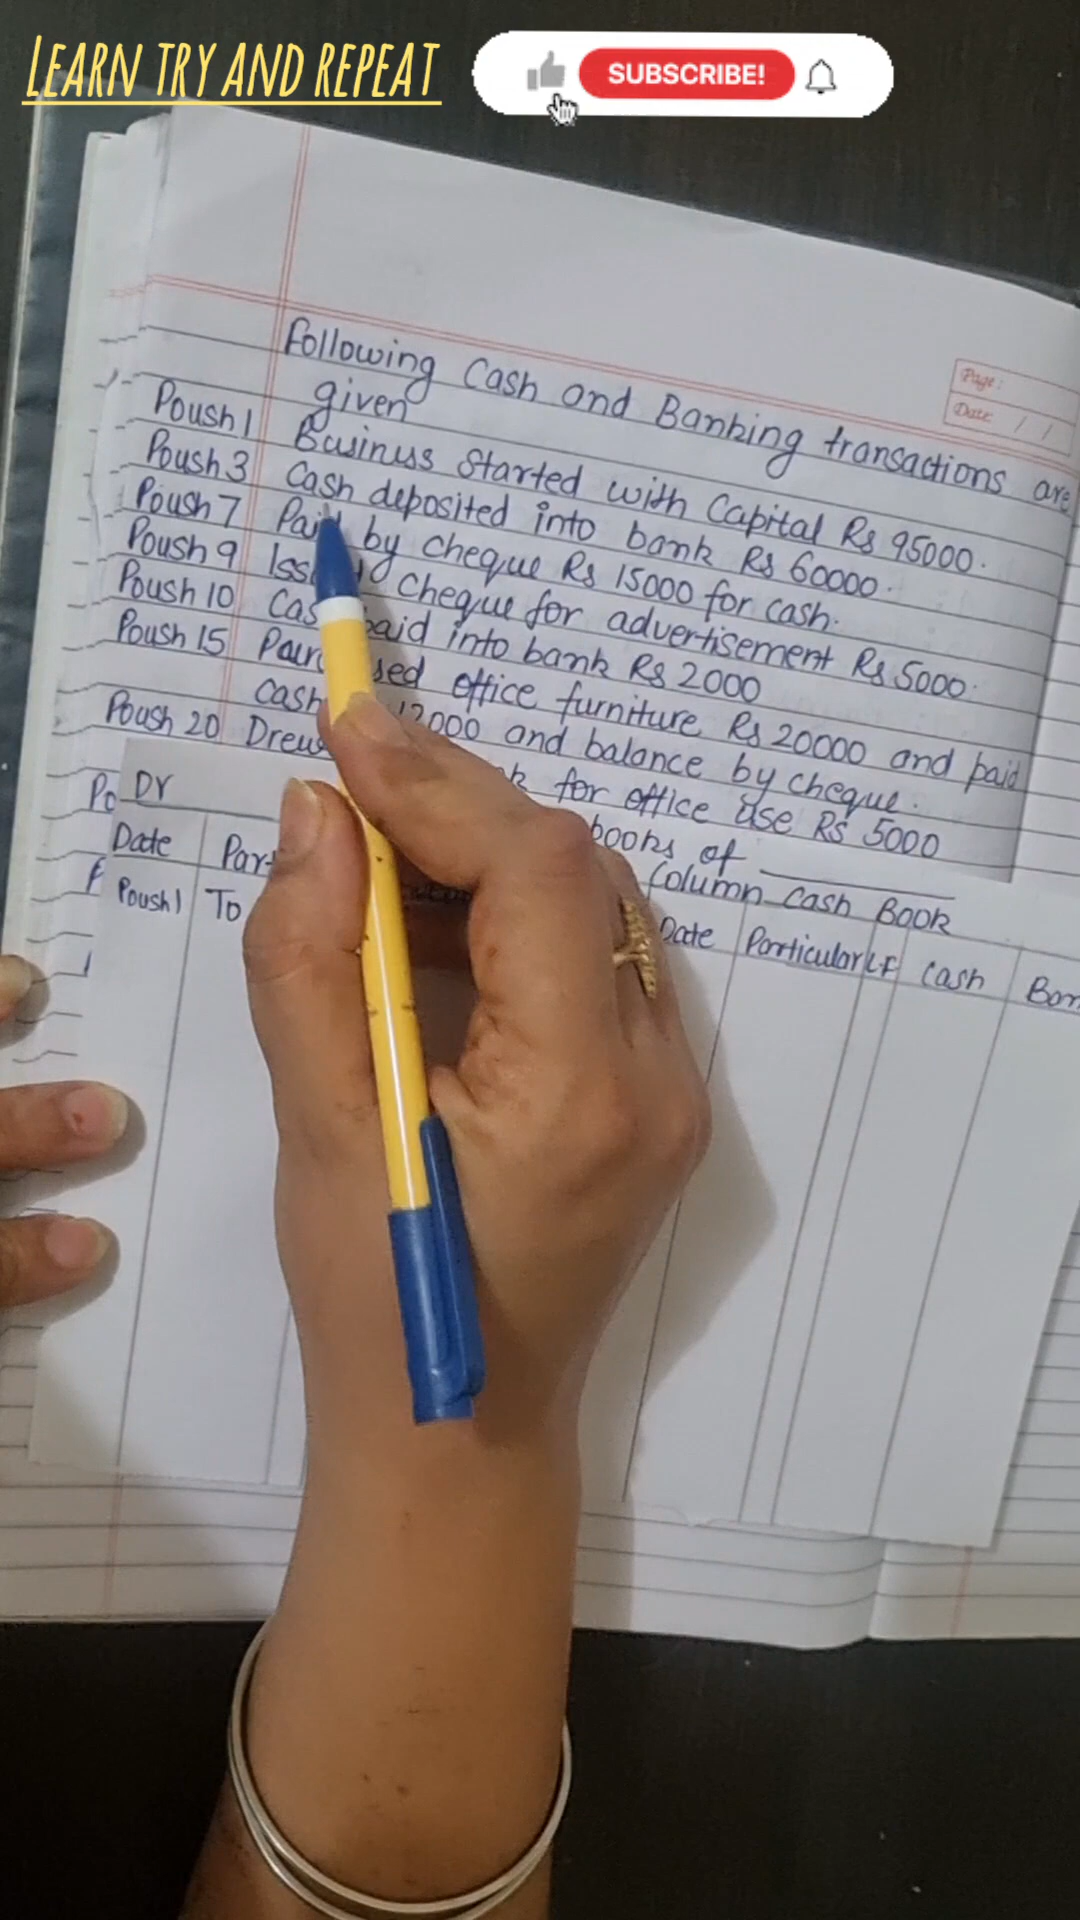 LEARN TRY AND REPEAT
SUBSCRIBE!
Page:
Date / /
Following Cash and Banking transactions are
given
Poush 1 Business Started with Capital Rs 95000.
Poush 3 Cash deposited into bank Rs 60000.
Poush 7 by cheque Rs 15000 for cash.
Poush 9 Cheque for advertisement Rs 5000.
Poush 10 paid into bank Rs 2000
Poush 15 office furniture Rs 20000 and paid
cash 12000 and balance by cheque.
Poush 20 for office use Rs 5000
Dr
books of
Column Cash Book
Date Date Particular L.F Cash
Poush 1 To